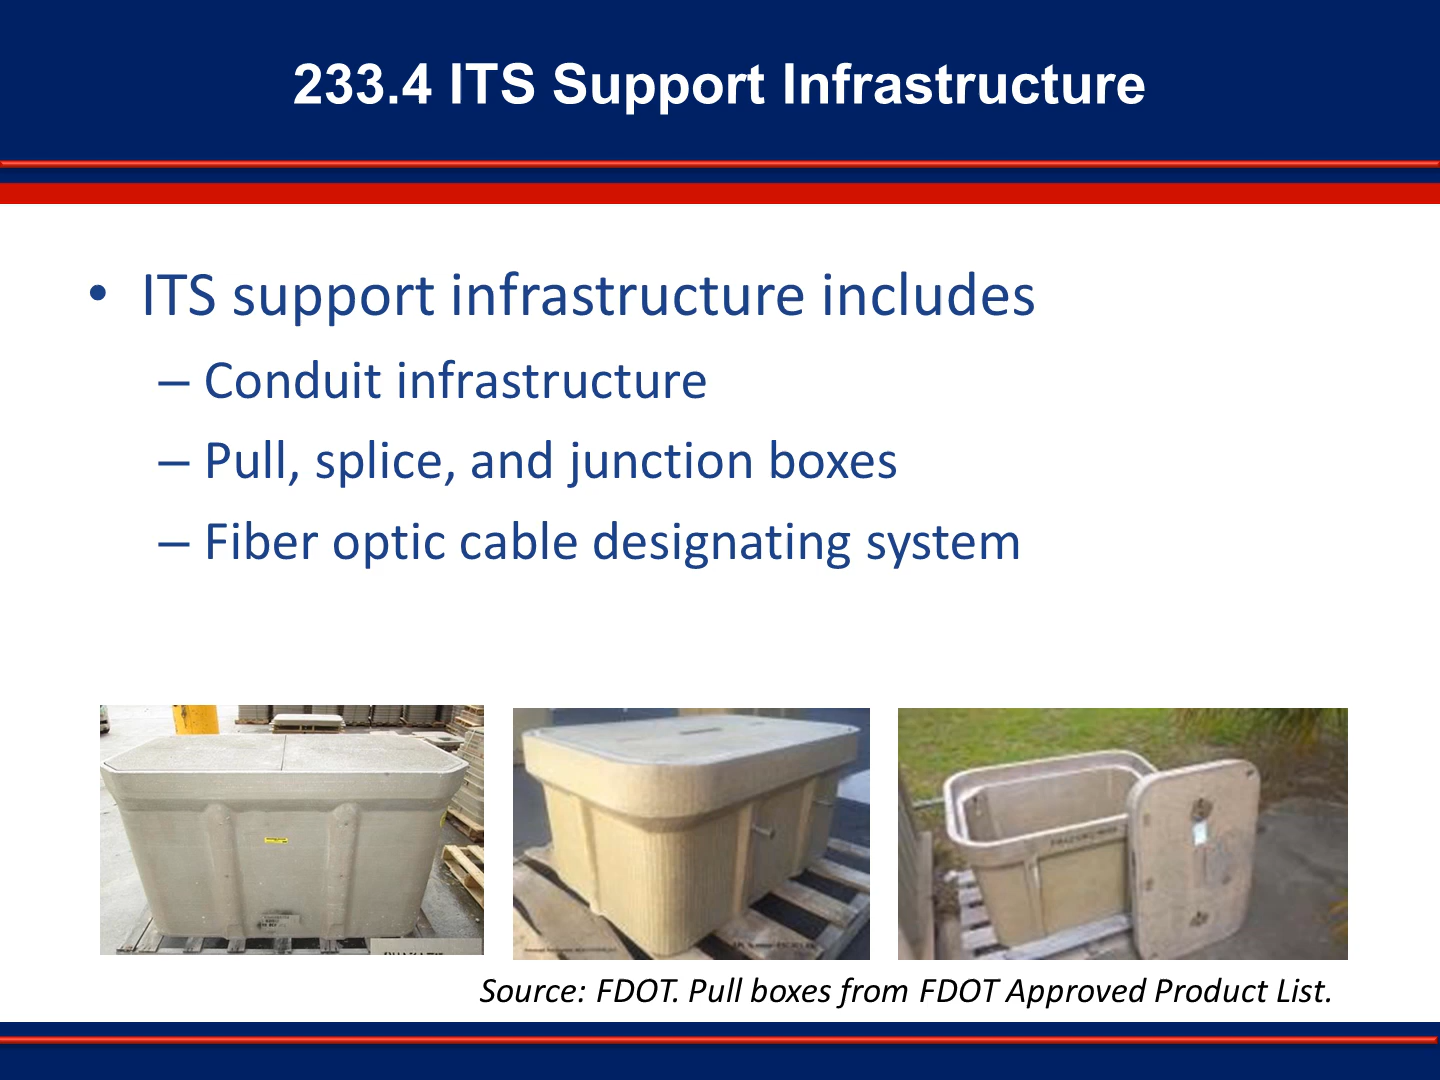 233.4 ITS Support Infrastructure
• ITS support infrastructure includes
– Conduit infrastructure
– Pull, splice, and junction boxes
– Fiber optic cable designating system
Source: FDOT. Pull boxes from FDOT Approved Product List.